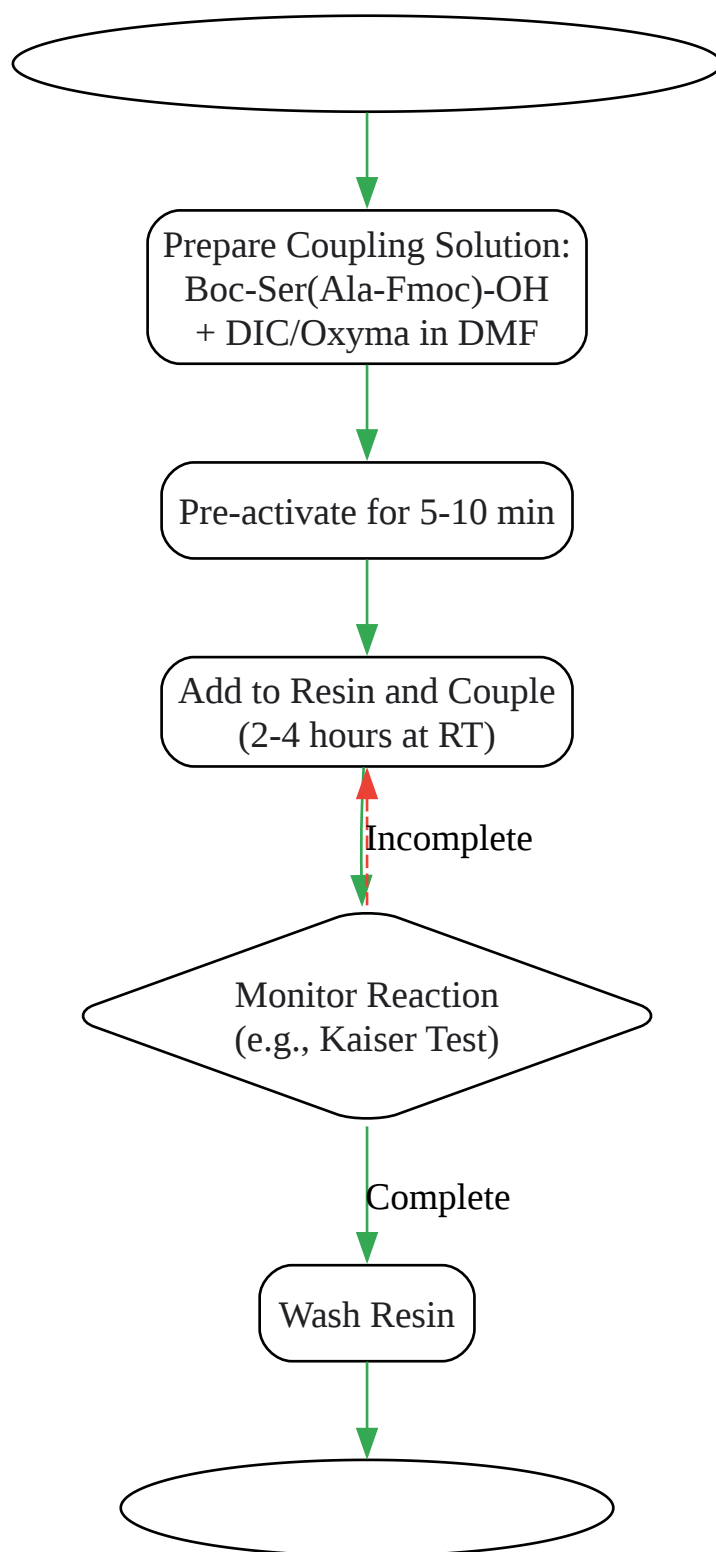 Prepare Coupling Solution:
Boc-Ser(Ala-Fmoc)-OH
+ DIC/Oxyma in DMF
Pre-activate for 5-10 min
Add to Resin and Couple
(2-4 hours at RT)
Incomplete
Monitor Reaction
(e.g., Kaiser Test)
Complete
Wash Resin